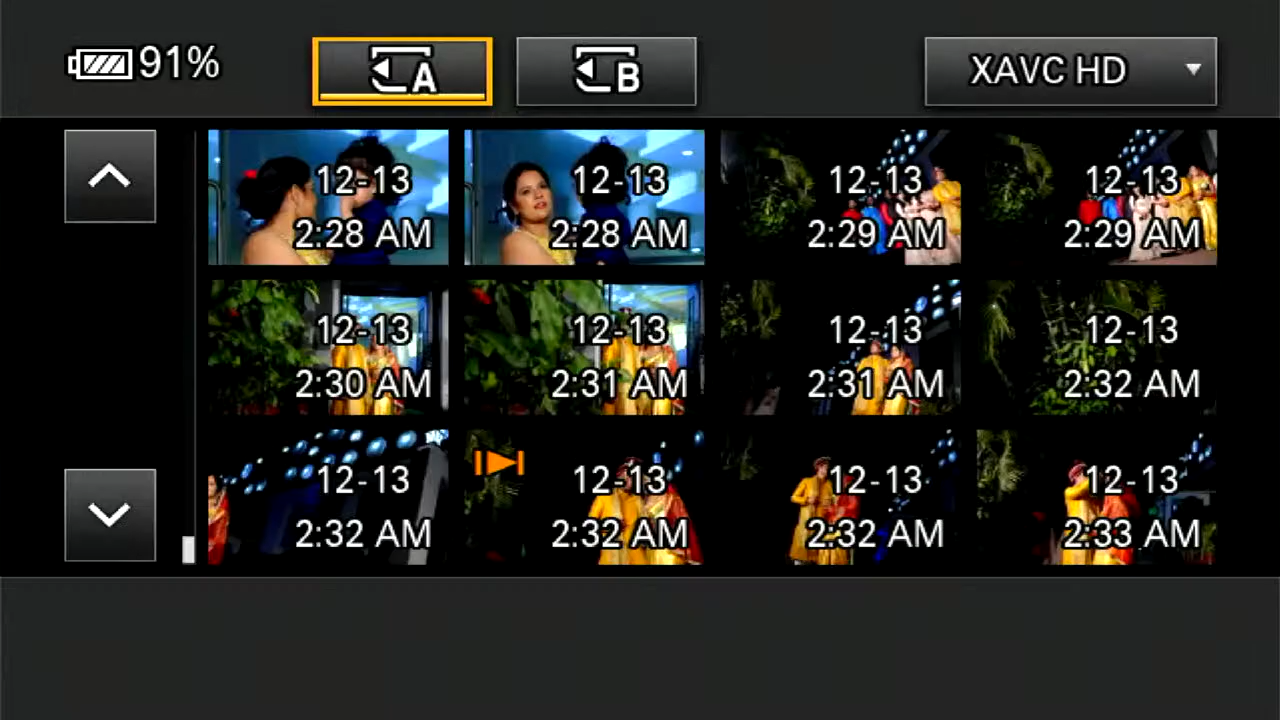 91%
A
B
XAVC HD
12-13
2:28 AM
12-13
2:28 AM
12-13
2:29 AM
12-13
2:29 AM
12-13
2:30 AM
12-13
2:31 AM
12-13
2:31 AM
12-13
2:32 AM
12-13
2:32 AM
12-13
2:32 AM
12-13
2:32 AM
12-13
2:33 AM